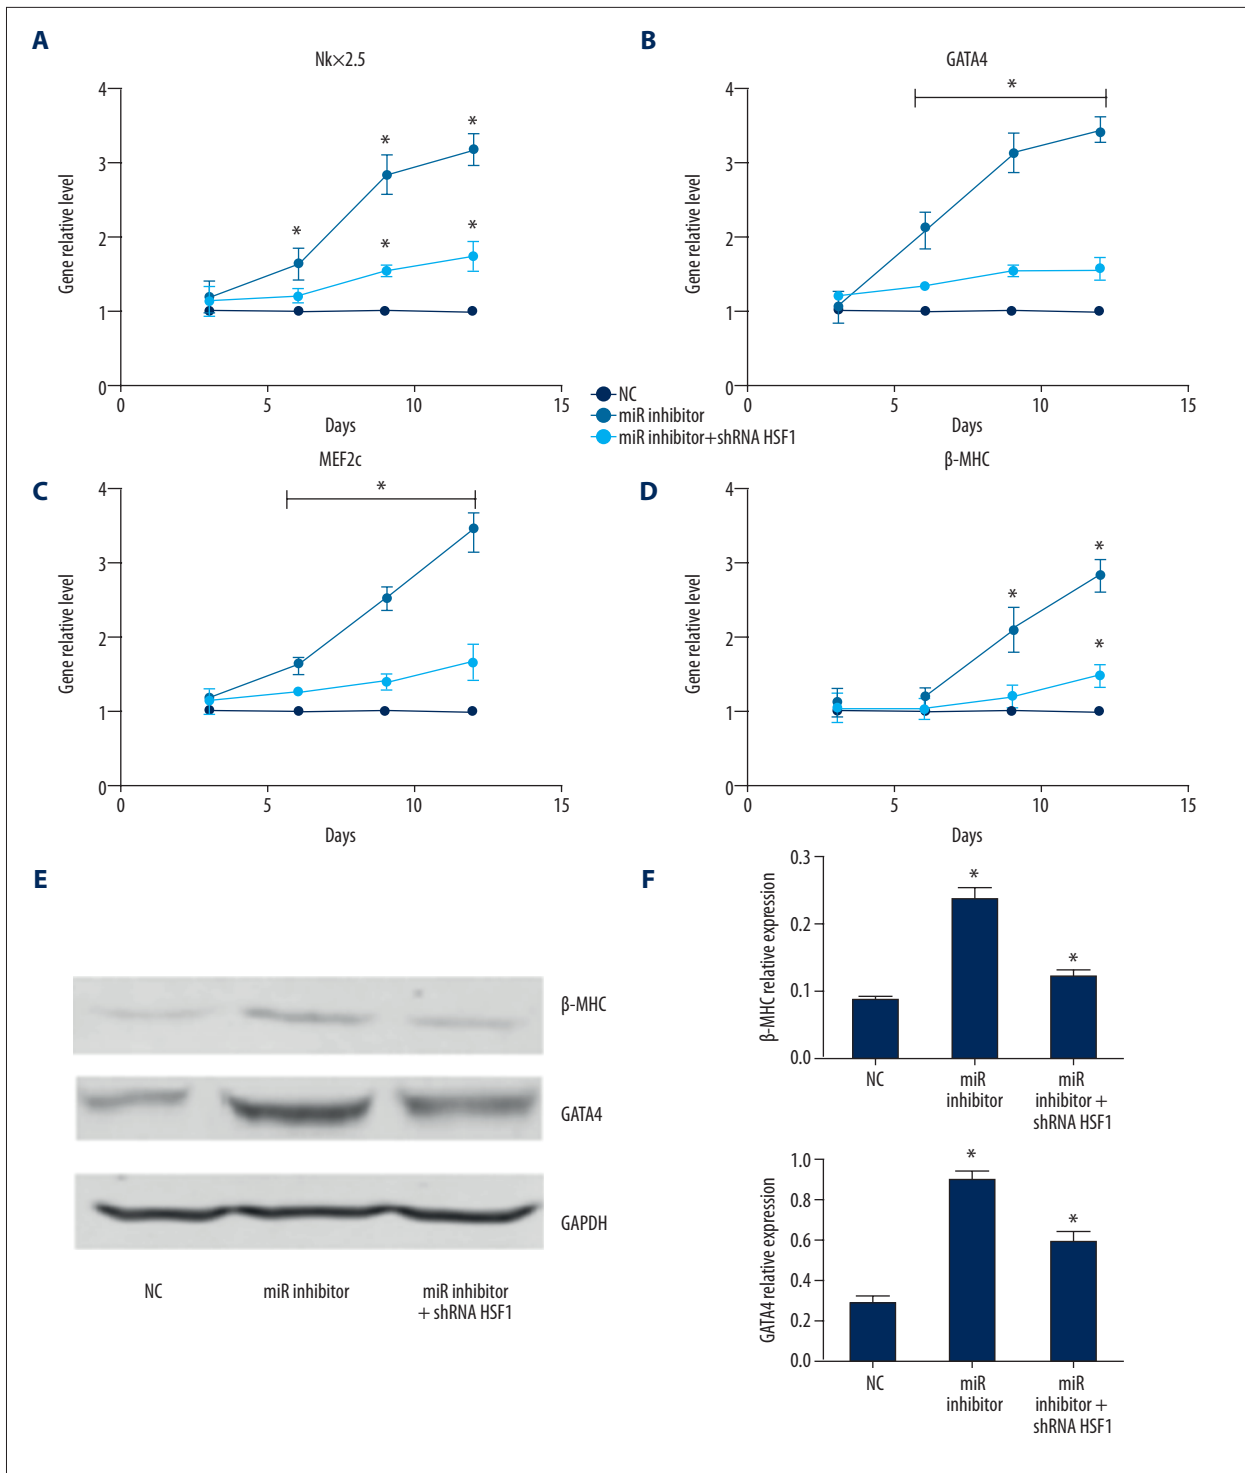 A
Nk×2.5
Gene relative level
4
3
2
1
0
*
*
*
*
*
0
5
10
15
Days
B
GATA4
Gene relative level
4
3
2
1
0
*
0
5
10
15
Days
NC
miR inhibitor
miR inhibitor+shRNA HSF1
C
MEF2c
Gene relative level
4
3
2
1
0
*
0
5
10
15
Days
D
β-MHC
Gene relative level
4
3
2
1
0
*
*
*
0
5
10
15
Days
E
β-MHC
GATA4
GAPDH
NC
miR inhibitor
miR inhibitor
+ shRNA HSF1
F
β-MHC relative expression
0.3
0.2
0.1
0.0
*
*
NC
miR
inhibitor
miR
inhibitor +
shRNA HSF1
GATA4 relative expression
1.0
0.8
0.6
0.4
0.2
0.0
*
*
NC
miR
inhibitor
miR
inhibitor +
shRNA HSF1